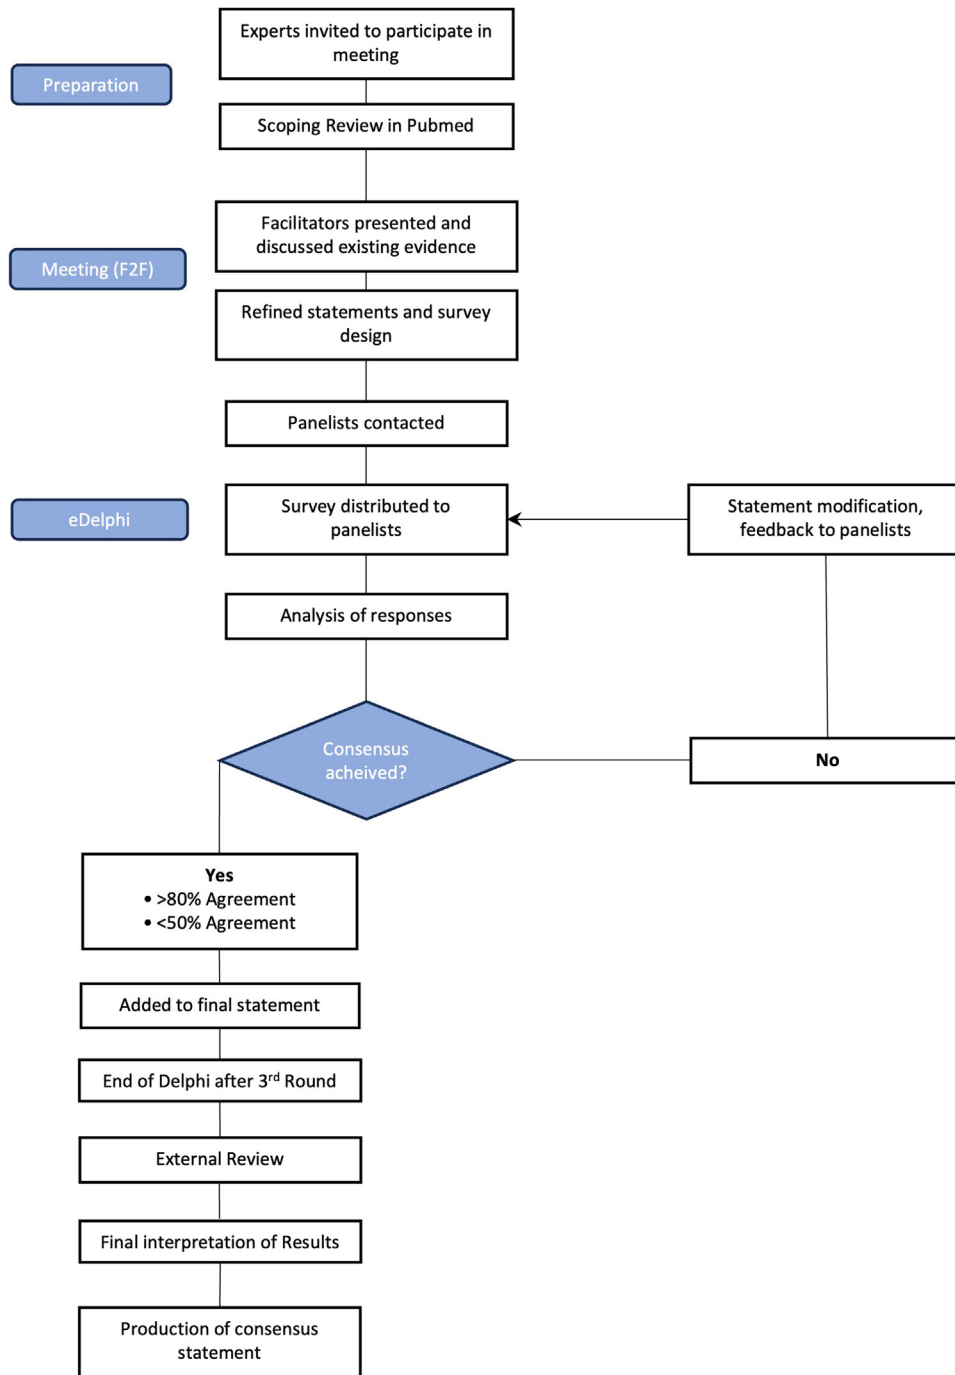 Experts invited to participate in
meeting
Preparation
Scoping Review in Pubmed
Facilitators presented and
discussed existing evidence
Meeting (F2F)
Refined statements and survey
design
Panelists contacted
eDelphi
Survey distributed to
panelists
Statement modification,
feedback to panelists
Analysis of responses
Consensus
acheived?
No
Yes
• >80% Agreement
• <50% Agreement
Added to final statement
End of Delphi after 3rd Round
External Review
Final interpretation of Results
Production of consensus
statement